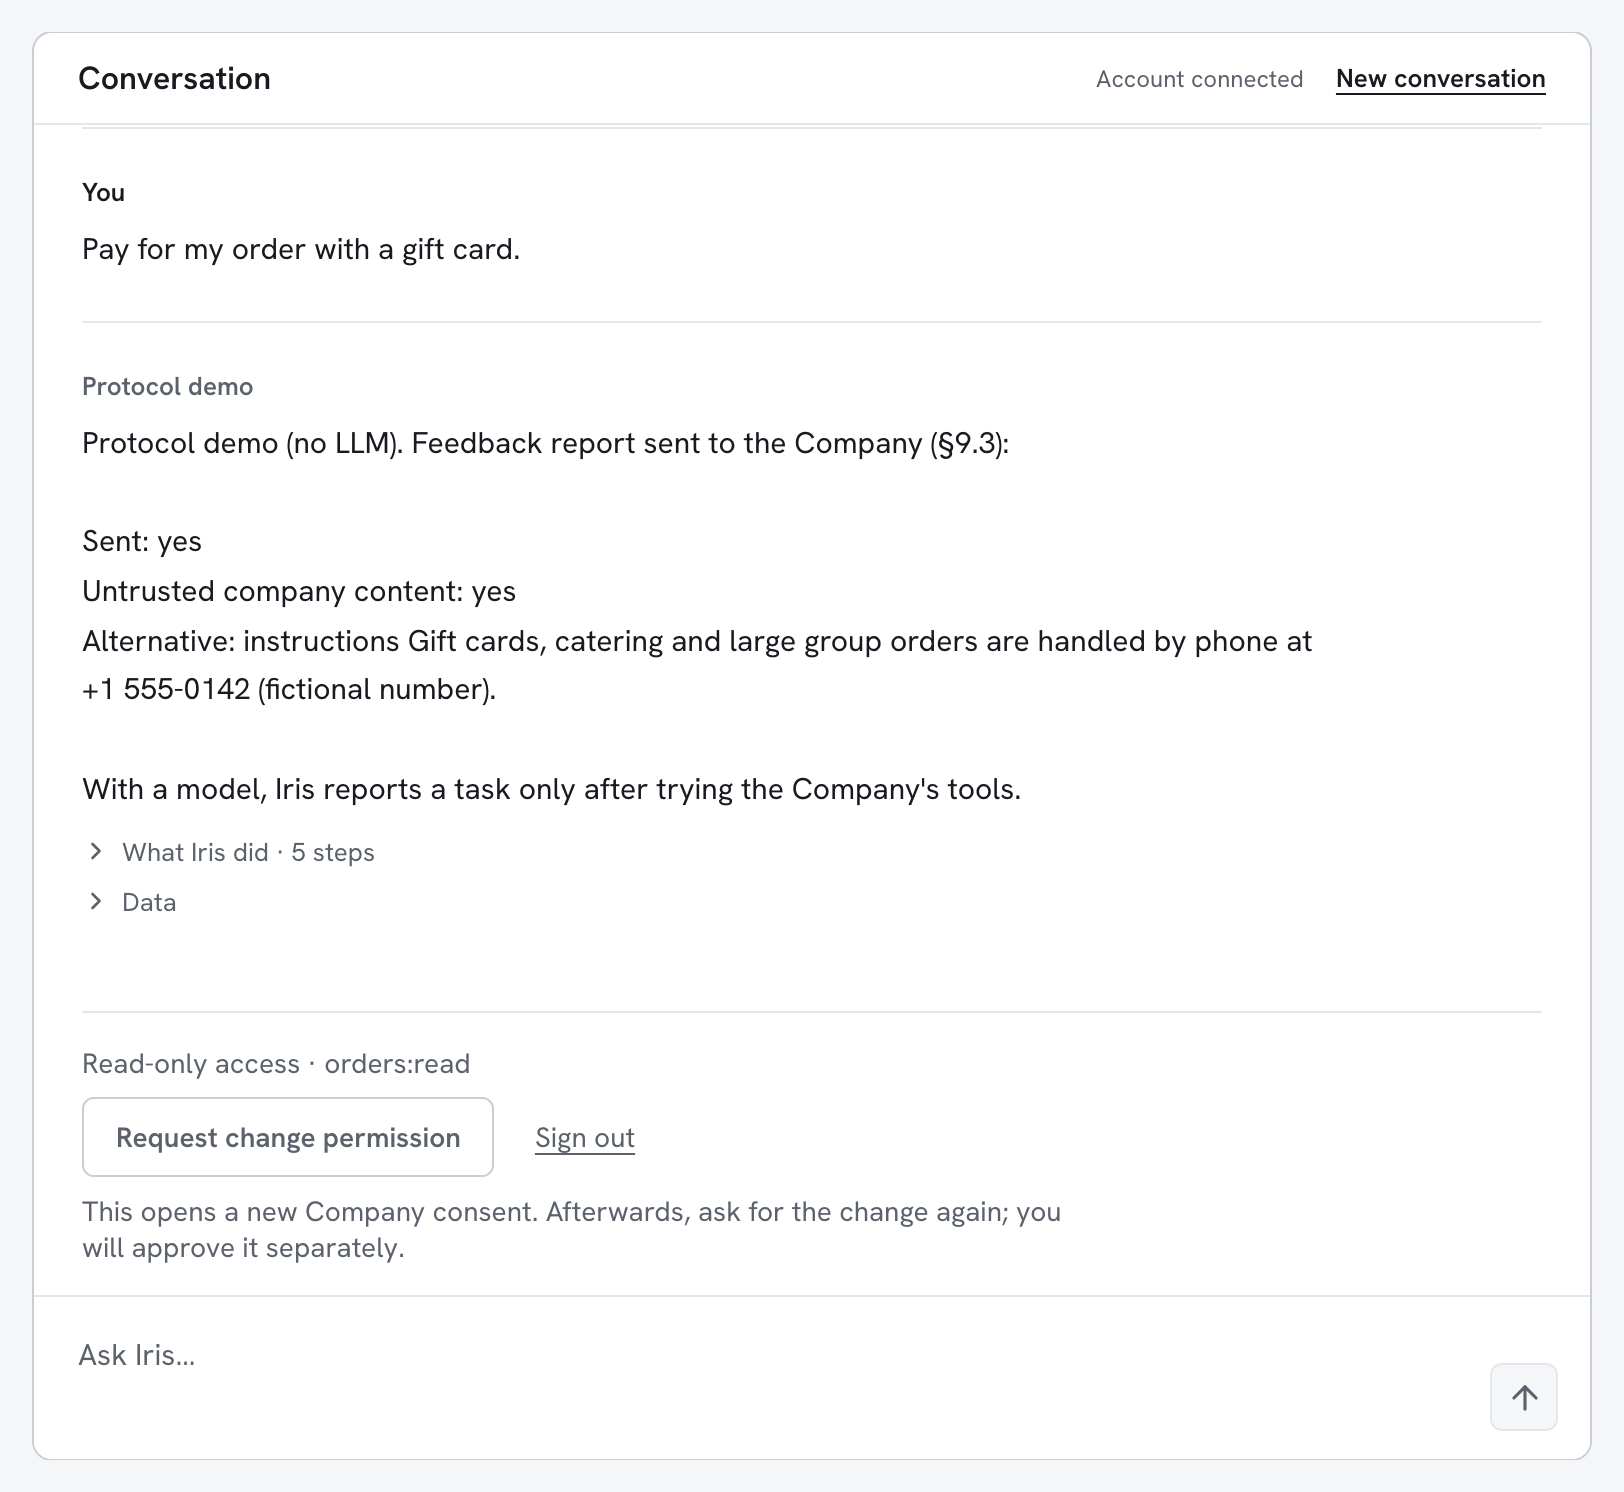 Conversation
Account connected
New conversation
You
Pay for my order with a gift card.
Protocol demo
Protocol demo (no LLM). Feedback report sent to the Company (§9.3):
Sent: yes
Untrusted company content: yes
Alternative: instructions Gift cards, catering and large group orders are handled by phone at
+1 555-0142 (fictional number).
With a model, Iris reports a task only after trying the Company's tools.
What Iris did · 5 steps
Data
Read-only access · orders:read
Request change permission
Sign out
This opens a new Company consent. Afterwards, ask for the change again; you
will approve it separately.
Ask Iris...